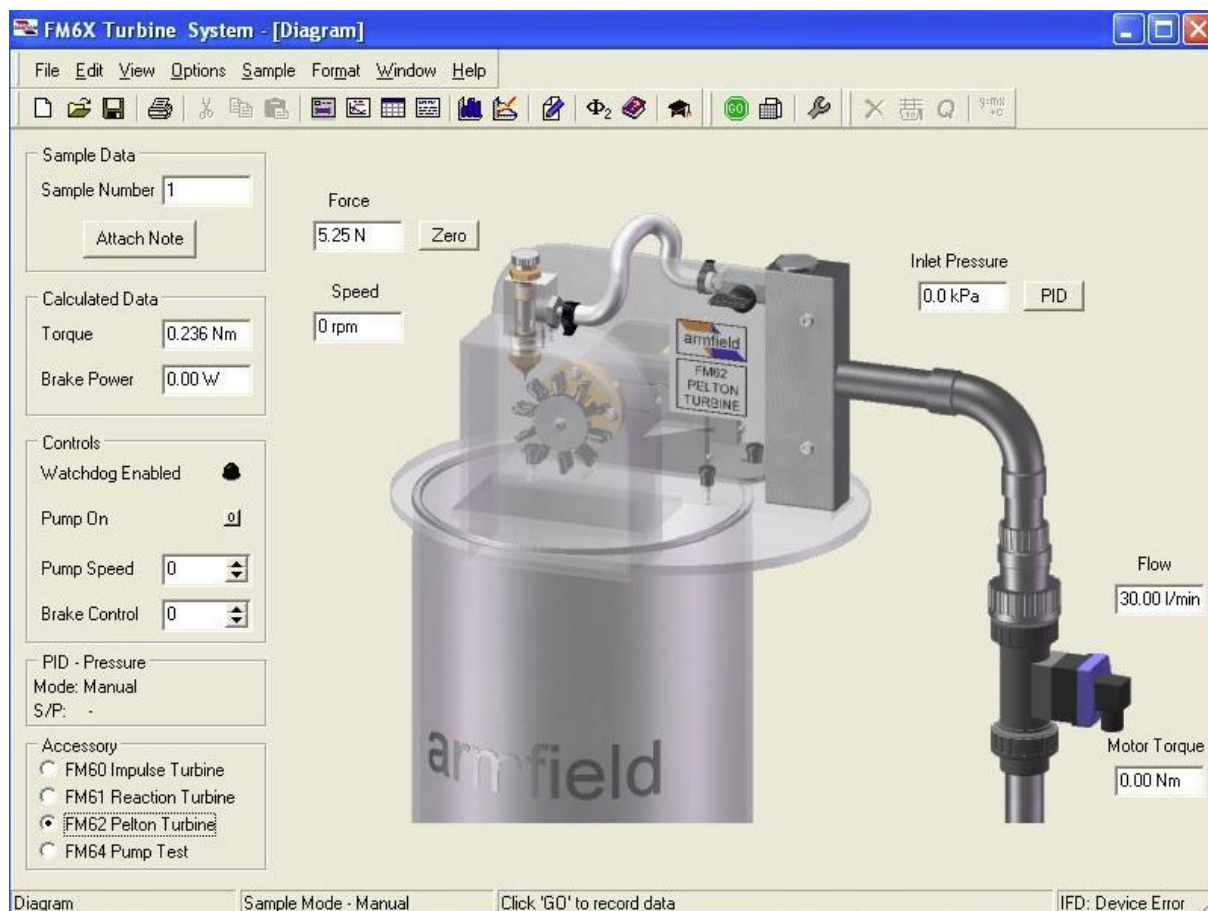 FM6X Turbine System - [Diagram]
File Edit View Options Sample Format Window Help
Φ2 GO y=mx +c
Sample Data
Sample Number 1
Attach Note
Calculated Data
Torque 0.236 Nm
Brake Power 0.00 W
Controls
Watchdog Enabled
Pump On 0
Pump Speed 0
Brake Control 0
PID - Pressure
Mode: Manual
S/P: -
Accessory
FM60 Impulse Turbine
FM61 Reaction Turbine
FM62 Pelton Turbine
FM64 Pump Test
Force
5.25 N Zero
Speed
0 rpm
armfield
FM62
PELTON
TURBINE
armfield
Inlet Pressure
0.0 kPa PID
Flow
30.00 l/min
Motor Torque
0.00 Nm
Diagram Sample Mode - Manual Click 'GO' to record data IFD: Device Error